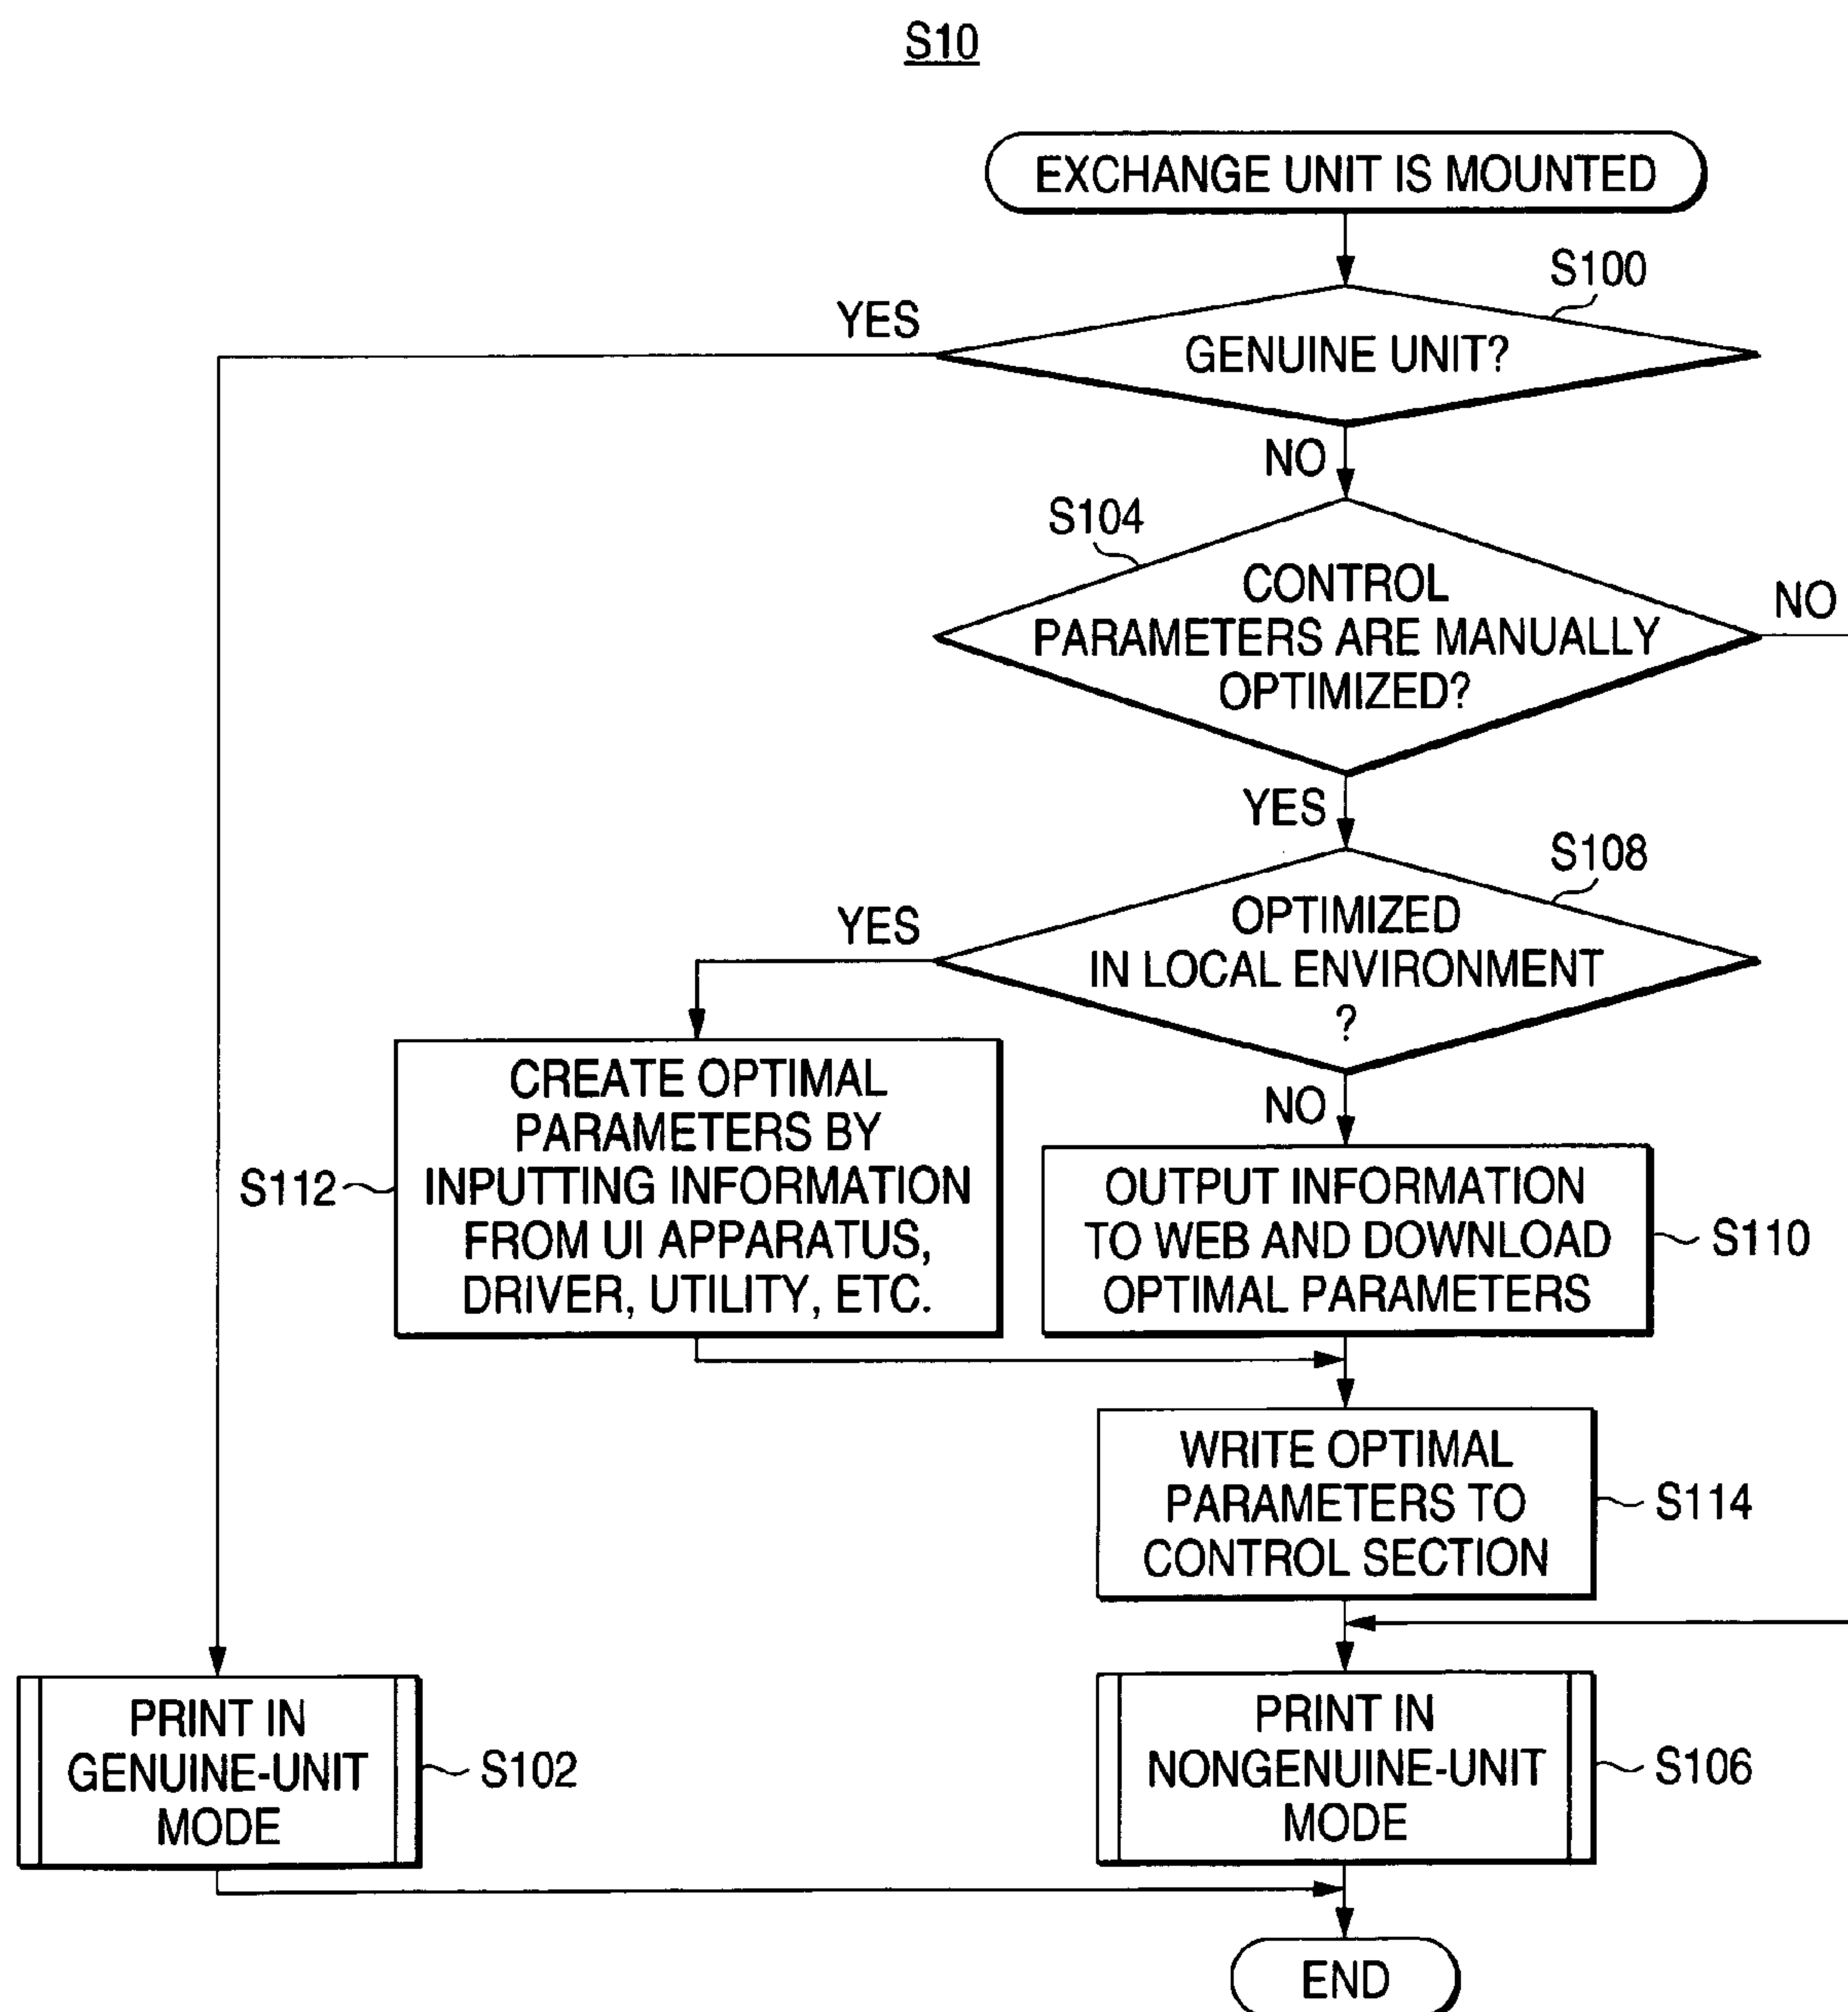 S10
EXCHANGE UNIT IS MOUNTED
S100
YES
GENUINE UNIT?
NO
S104
CONTROL
PARAMETERS ARE MANUALLY
OPTIMIZED?
NO
YES
S108
YES
OPTIMIZED
IN LOCAL ENVIRONMENT
?
NO
S112
CREATE OPTIMAL
PARAMETERS BY
INPUTTING INFORMATION
FROM UI APPARATUS,
DRIVER, UTILITY, ETC.
OUTPUT INFORMATION
TO WEB AND DOWNLOAD
OPTIMAL PARAMETERS
S110
WRITE OPTIMAL
PARAMETERS TO
CONTROL SECTION
S114
PRINT IN
GENUINE-UNIT
MODE
S102
PRINT IN
NONGENUINE-UNIT
MODE
S106
END